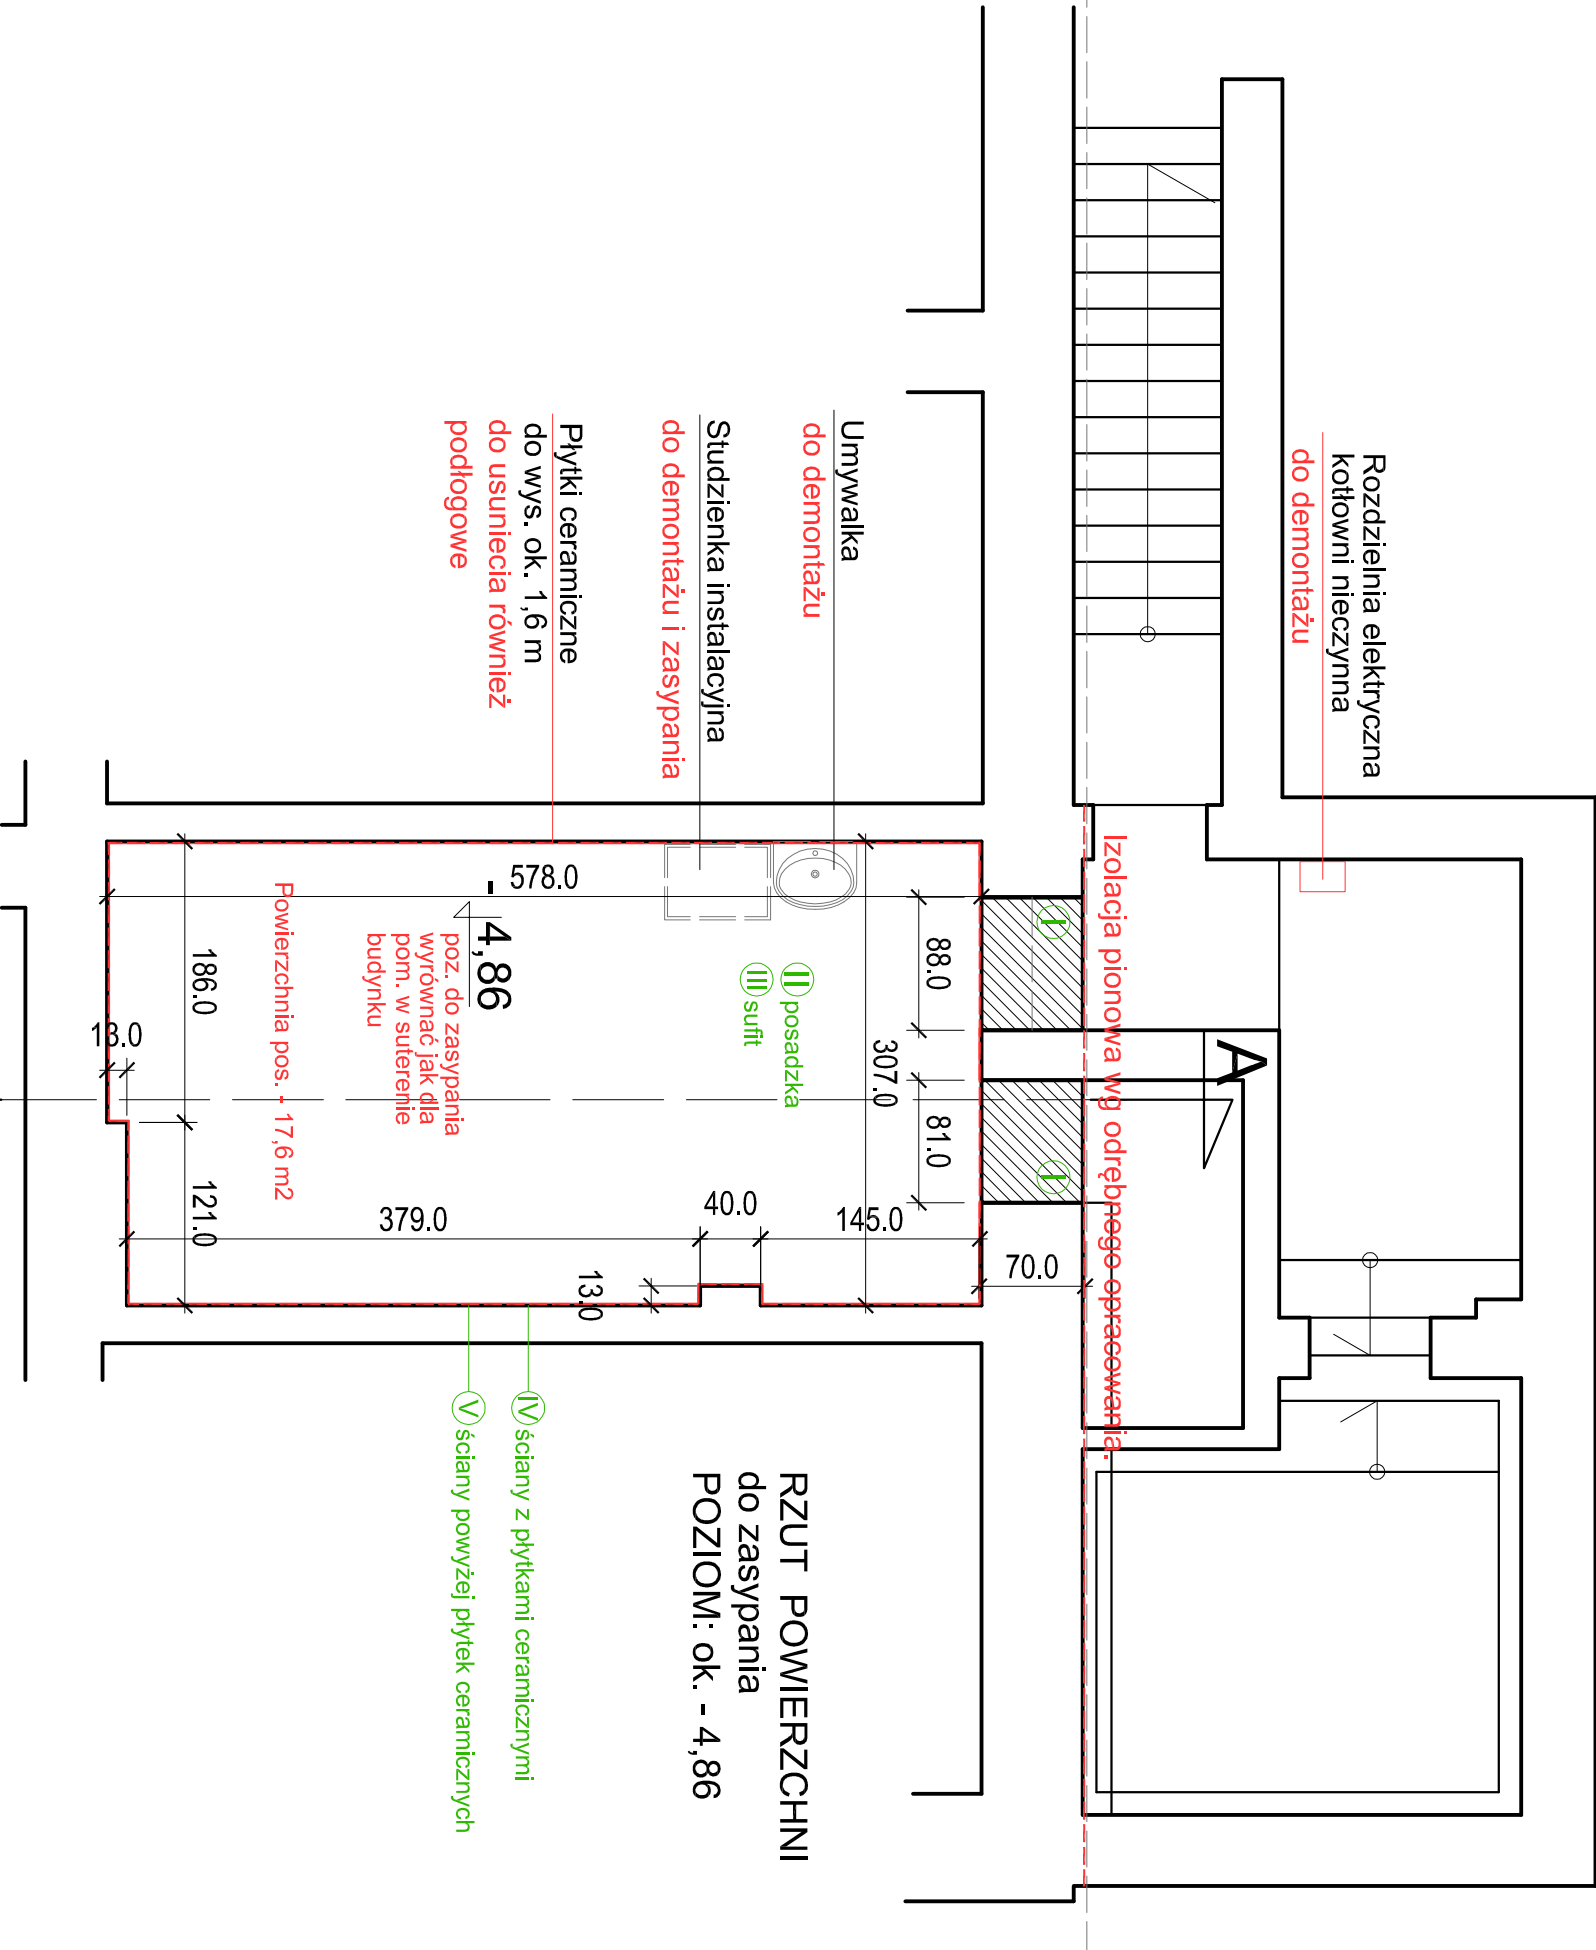 Rozdzielnia elektryczna
kotłowni nieczynna
do demontażu
Izolacja pionowa wg odrębnego opracowania.
A
Umywalka
do demontażu
Studzienka instalacyjna
do demontażu i zasypania
Płytki ceramiczne
do wys. ok. 1,6 m
do usuniecia również
podłogowe
I
I
88.0
81.0
307.0
70.0
145.0
40.0
379.0
13.0
578.0
186.0
121.0
13.0
II posadzka
III sufit
- 4,86
poz. do zasypania
wyrównać jak dla
pom. w suterenie
budynku
Powierzchnia pos. - 17,6 m2
IV ściany z płytkami ceramicznymi
V ściany powyżej płytek ceramicznych
RZUT POWIERZCHNI
do zasypania
POZIOM: ok. - 4,86